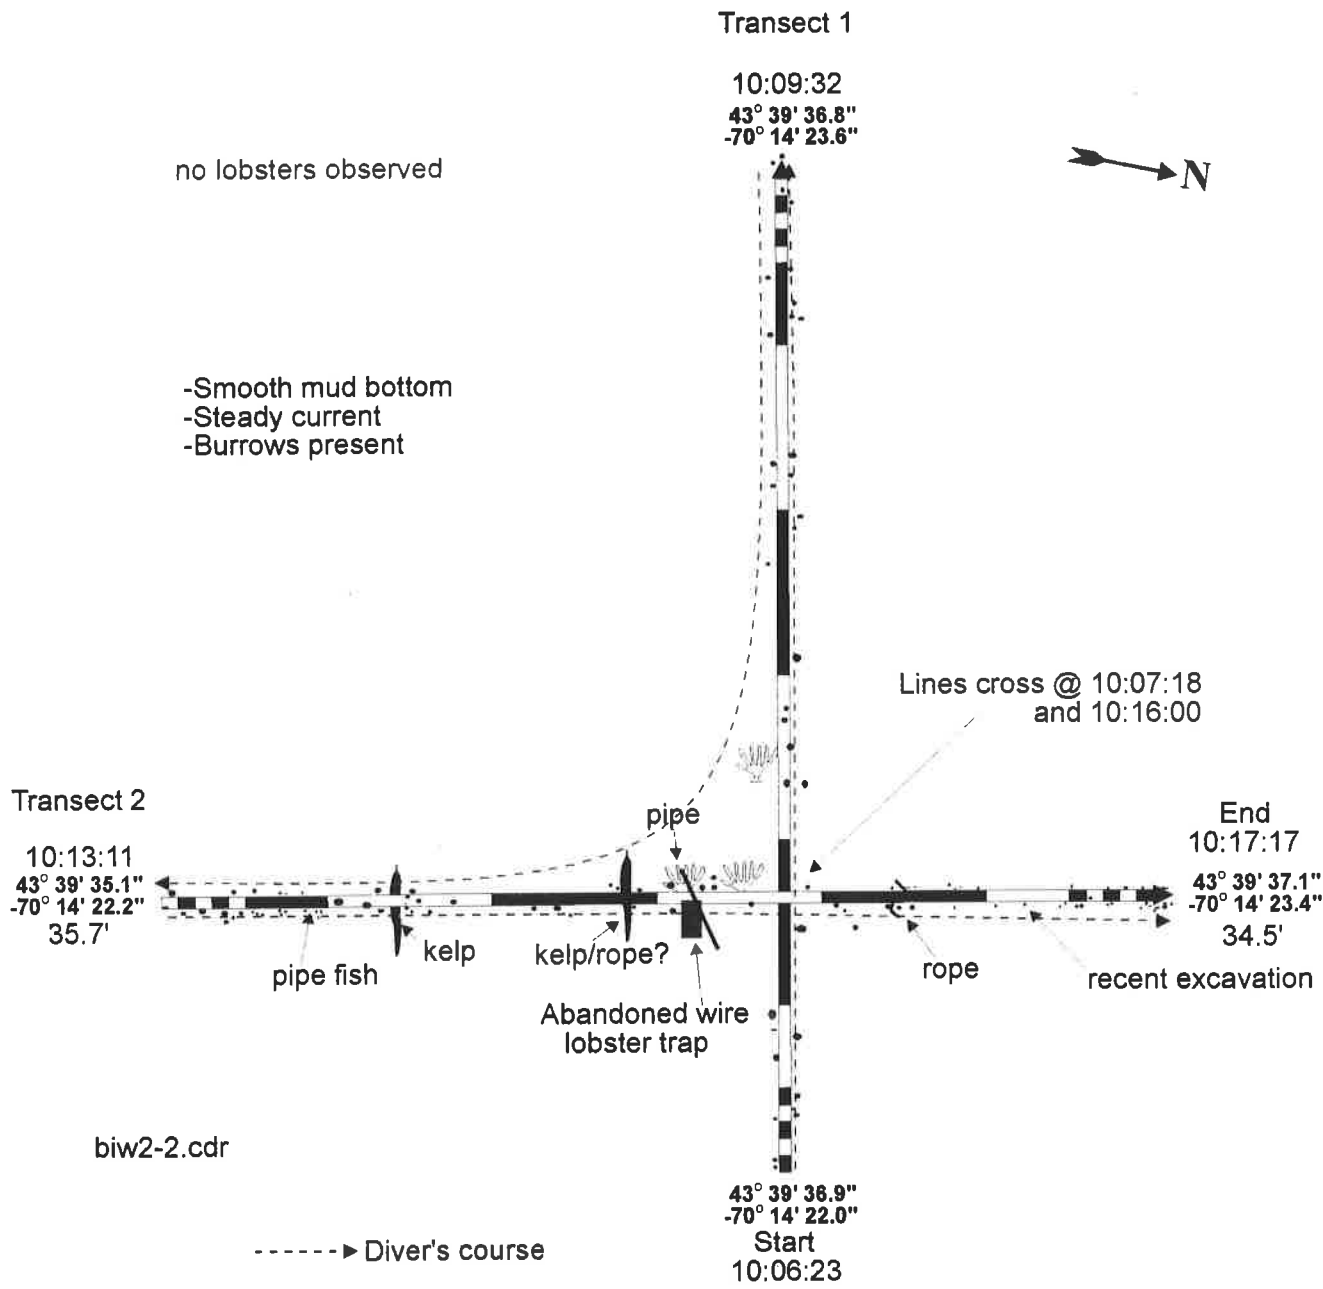 Transect 1
10:09:32
43° 39' 36.8"
-70° 14' 23.6"
no lobsters observed
N
-Smooth mud bottom
-Steady current
-Burrows present
Lines cross @ 10:07:18
and 10:16:00
Transect 2
10:13:11
43° 39' 35.1"
-70° 14' 22.2"
35.7'
pipe
End
10:17:17
43° 39' 37.1"
-70° 14' 23.4"
34.5'
pipe fish
kelp
kelp/rope?
Abandoned wire
lobster trap
rope
recent excavation
biw2-2.cdr
43° 39' 36.9"
-70° 14' 22.0"
Start
10:06:23
Diver's course